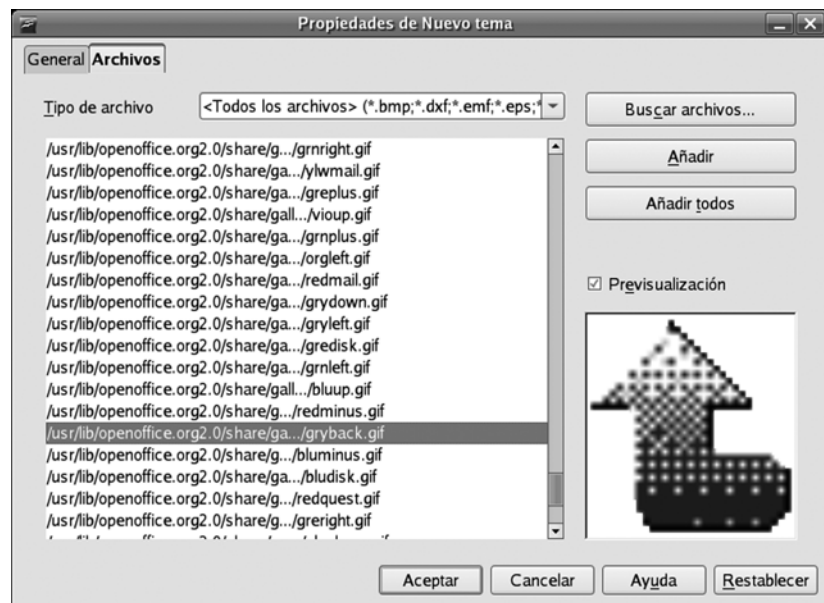 Propiedades de Nuevo tema
General Archivos
Tipo de archivo <Todos los archivos> (*.bmp;*.dxf;*.emf;*.eps;* Buscar archivos...
/usr/lib/openoffice.org2.0/share/g.../grnright.gif
/usr/lib/openoffice.org2.0/share/ga.../ylwmail.gif
Añadir
/usr/lib/openoffice.org2.0/share/ga.../greplus.gif
/usr/lib/openoffice.org2.0/share/gall.../vioup.gif
Añadir todos
/usr/lib/openoffice.org2.0/share/ga.../grnplus.gif
/usr/lib/openoffice.org2.0/share/ga.../orgleft.gif
/usr/lib/openoffice.org2.0/share/ga.../redmail.gif
Previsualización
/usr/lib/openoffice.org2.0/share/ga.../grydown.gif
/usr/lib/openoffice.org2.0/share/ga.../gryleft.gif
/usr/lib/openoffice.org2.0/share/ga.../gredisk.gif
/usr/lib/openoffice.org2.0/share/ga.../grnleft.gif
/usr/lib/openoffice.org2.0/share/gall.../bluup.gif
/usr/lib/openoffice.org2.0/share/g.../redminus.gif
/usr/lib/openoffice.org2.0/share/ga.../gryback.gif
/usr/lib/openoffice.org2.0/share/g.../bluminus.gif
/usr/lib/openoffice.org2.0/share/ga.../bludisk.gif
/usr/lib/openoffice.org2.0/share/g.../redquest.gif
/usr/lib/openoffice.org2.0/share/g.../greright.gif
Aceptar Cancelar Ayuda Restablecer